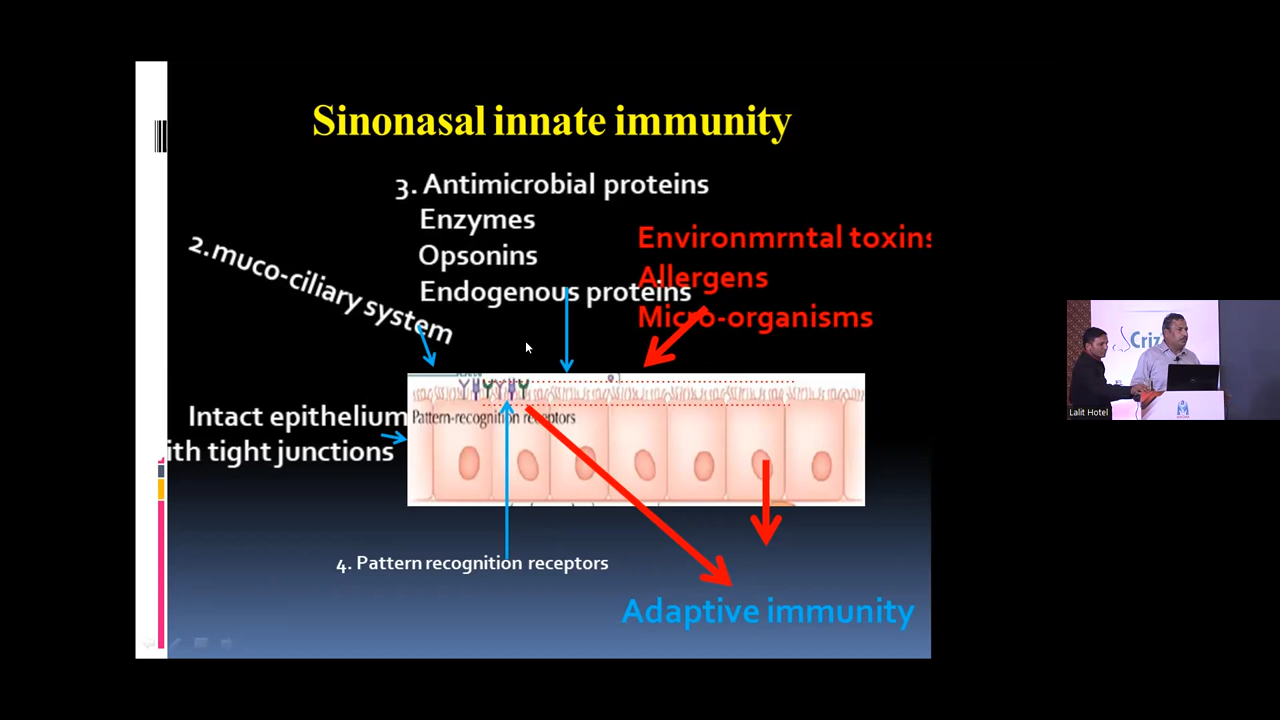 Sinonasal innate immunity
3. Antimicrobial proteins
Enzymes
Opsonins
Endogenous proteins
Environmrntal toxins
Allergens
Micro-organisms
2.muco-ciliary system
Intact epithelium
ith tight junctions
Pattern-recognition receptors
4. Pattern recognition receptors
Adaptive immunity
Criz
Lalit Hotel